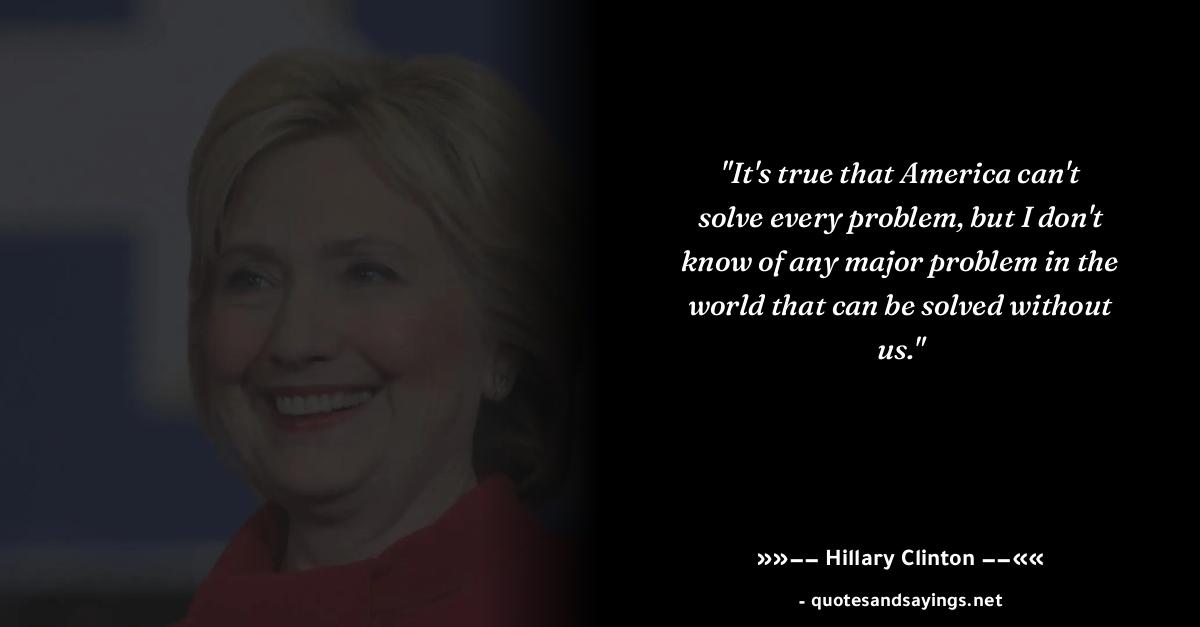 "It's true that America can't
solve every problem, but I don't
know of any major problem in the
world that can be solved without
us."
»»−− Hillary Clinton −−««
- quotesandsayings.net